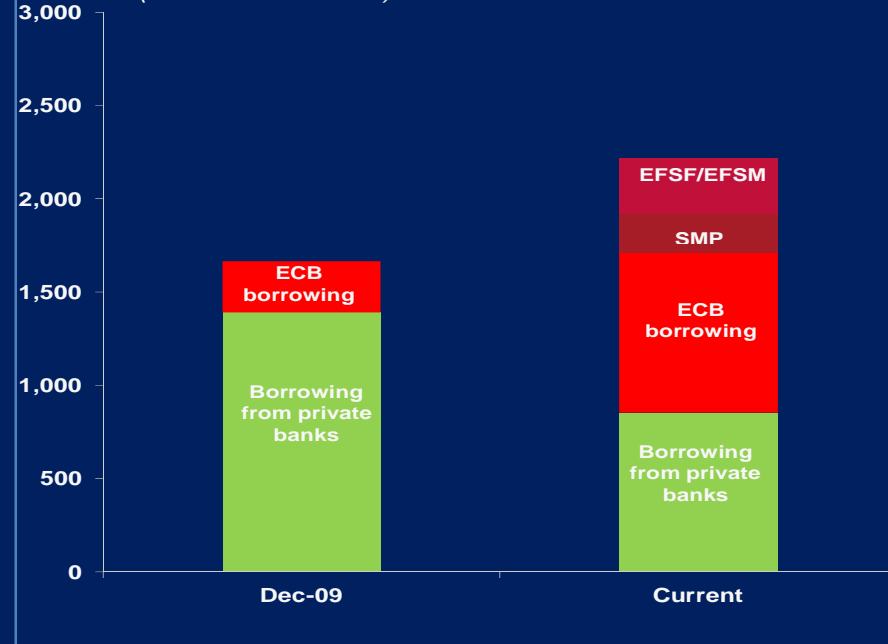 3,000
2,500
2,000
1,500
1,000
500
0
ECB
borrowing
Borrowing
from private
banks
EFSF/EFSM
SMP
ECB
borrowing
Borrowing
from private
banks
Dec-09
Current